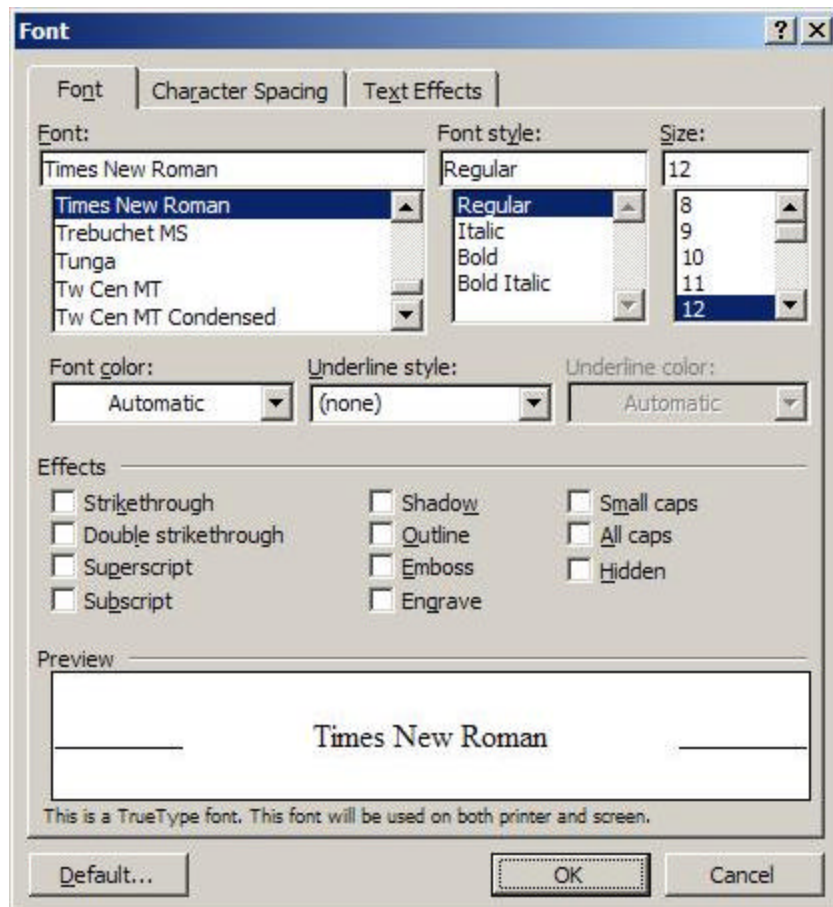 Font
Font Character Spacing Text Effects
Font: Font style: Size:
Times New Roman Regular 12
Times New Roman Regular 8
Trebuchet MS Italic 9
Tunga Bold 10
Tw Cen MT Bold Italic 11
Tw Cen MT Condensed 12
Font color: Underline style: Underline color:
Automatic (none) Automatic
Effects
Strikethrough Shadow Small caps
Double strikethrough Outline All caps
Superscript Emboss Hidden
Subscript Engrave
Preview
Times New Roman
This is a TrueType font. This font will be used on both printer and screen.
Default... OK Cancel